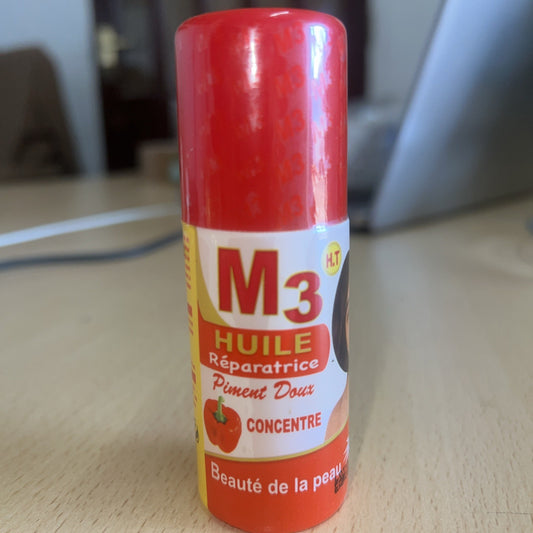 M3
H.T
HUILE
Réparatrice
Piment Doux
CONCENTRE
Beauté de la peau